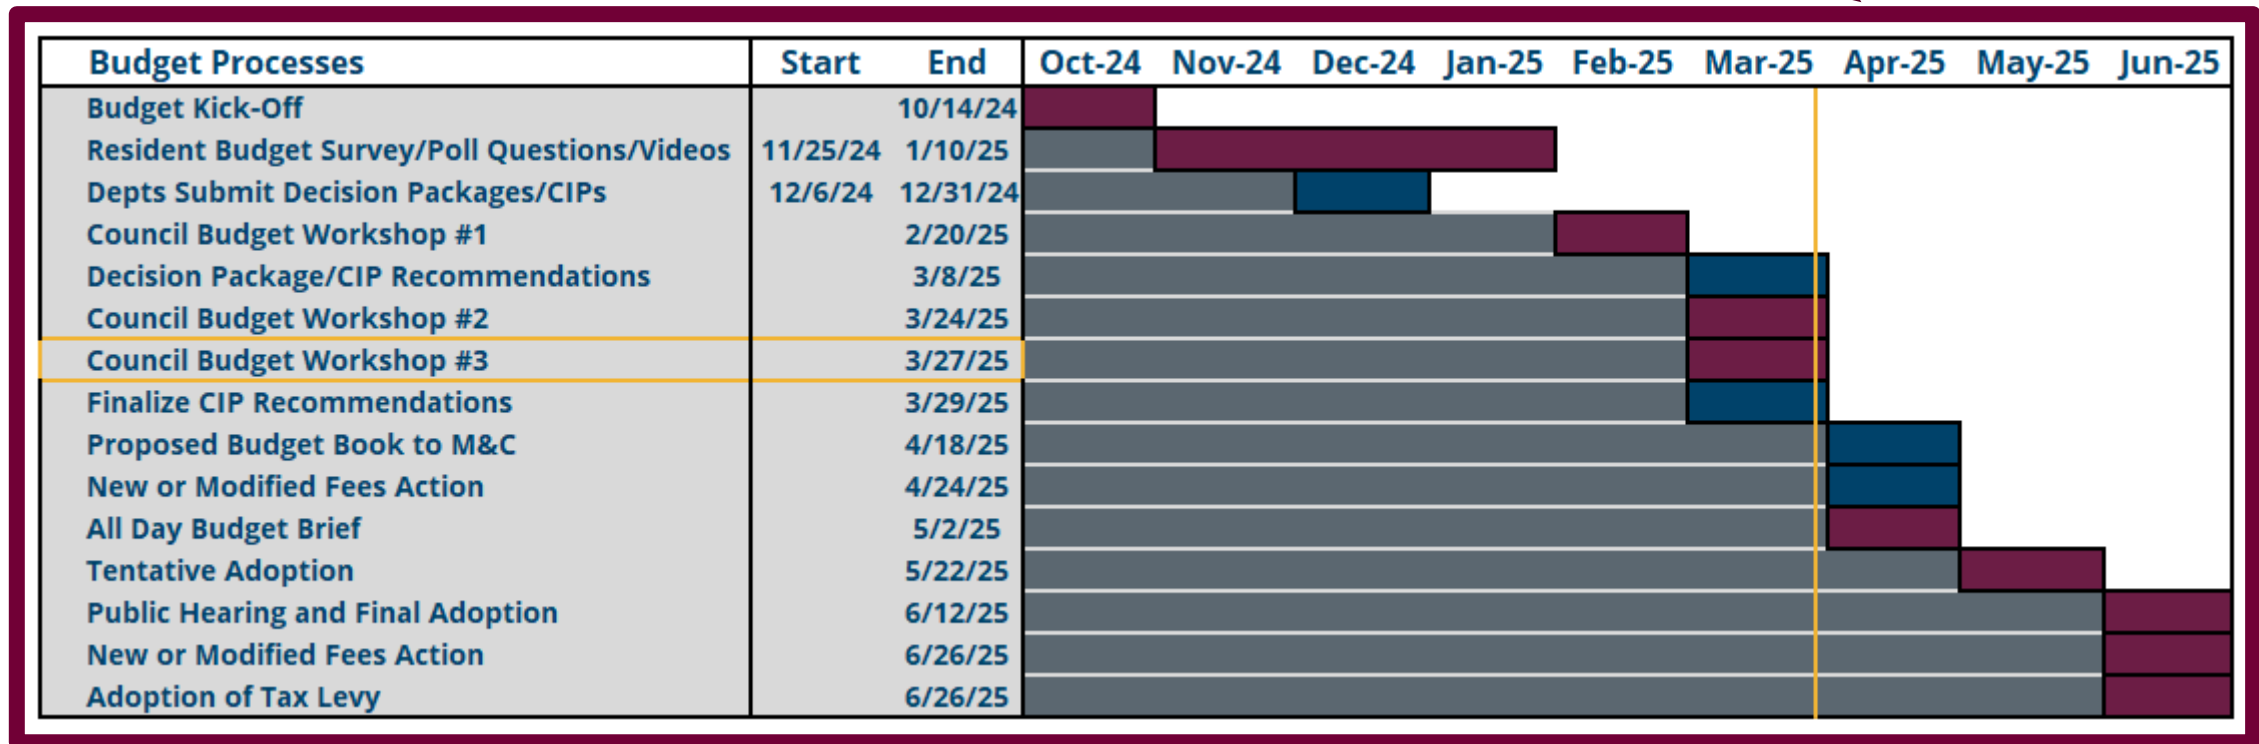 Budget Processes Start End Oct-24 Nov-24 Dec-24 Jan-25 Feb-25 Mar-25 Apr-25 May-25 Jun-25
Budget Kick-Off 10/14/24
Resident Budget Survey/Poll Questions/Videos 11/25/24 1/10/25
Depts Submit Decision Packages/CIPs 12/6/24 12/31/24
Council Budget Workshop #1 2/20/25
Decision Package/CIP Recommendations 3/8/25
Council Budget Workshop #2 3/24/25
Council Budget Workshop #3 3/27/25
Finalize CIP Recommendations 3/29/25
Proposed Budget Book to M&C 4/18/25
New or Modified Fees Action 4/24/25
All Day Budget Brief 5/2/25
Tentative Adoption 5/22/25
Public Hearing and Final Adoption 6/12/25
New or Modified Fees Action 6/26/25
Adoption of Tax Levy 6/26/25